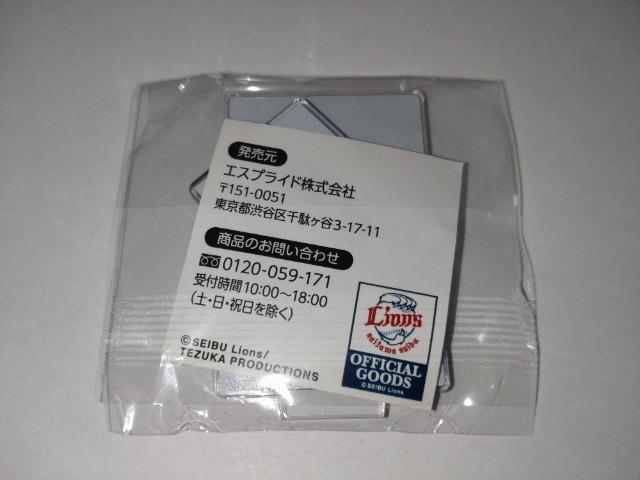 発売元
エスプライド株式会社
〒151-0051
東京都渋谷区千駄ヶ谷3-17-11
商品のお問い合わせ
0120-059-171
受付時間10:00～18:00
(土・日・祝日を除く)
©SEIBU Lions/
TEZUKA PRODUCTIONS
Lions
saitama seibu
OFFICIAL
GOODS
©SEIBU Lions